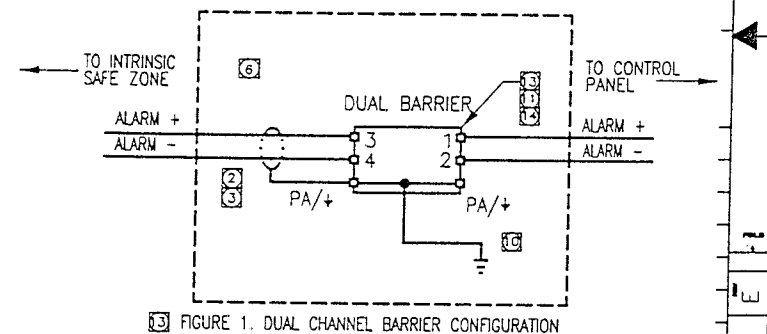 TO INTRINSIC
SAFE ZONE
6
DUAL BARRIER
13
11
14
TO CONTROL
PANEL
ALARM +
ALARM -
3
4
1
2
ALARM +
ALARM -
2
3
PA/
PA/
10
13 FIGURE 1. DUAL CHANNEL BARRIER CONFIGURATION
E